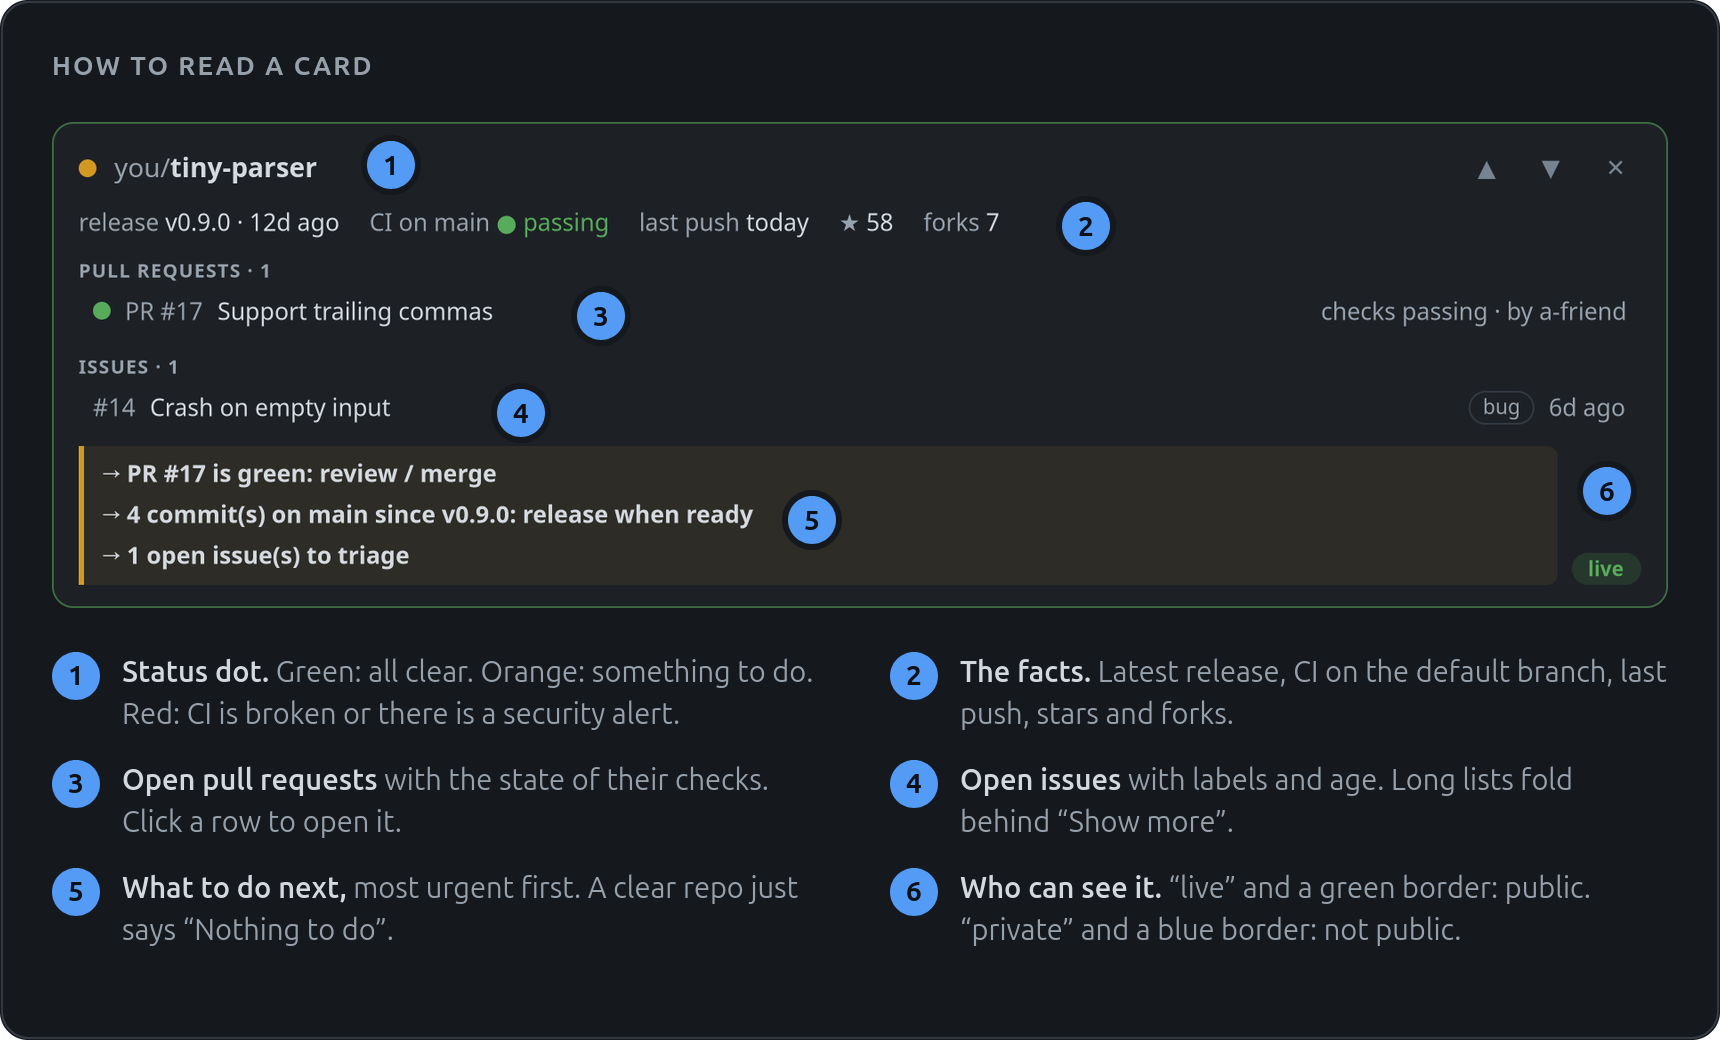 HOW TO READ A CARD
you/tiny-parser 1 ▲ ▼ ✕
release v0.9.0 · 12d ago CI on main passing last push today ★ 58 forks 7 2
PULL REQUESTS · 1
PR #17 Support trailing commas 3 checks passing · by a-friend
ISSUES · 1
#14 Crash on empty input 4 bug 6d ago
→ PR #17 is green: review / merge
6
→ 4 commit(s) on main since v0.9.0: release when ready 5
→ 1 open issue(s) to triage
live
1 Status dot. Green: all clear. Orange: something to do.
Red: CI is broken or there is a security alert.
2 The facts. Latest release, CI on the default branch, last
push, stars and forks.
3 Open pull requests with the state of their checks.
Click a row to open it.
4 Open issues with labels and age. Long lists fold
behind “Show more”.
5 What to do next, most urgent first. A clear repo just
says “Nothing to do”.
6 Who can see it. “live” and a green border: public.
“private” and a blue border: not public.